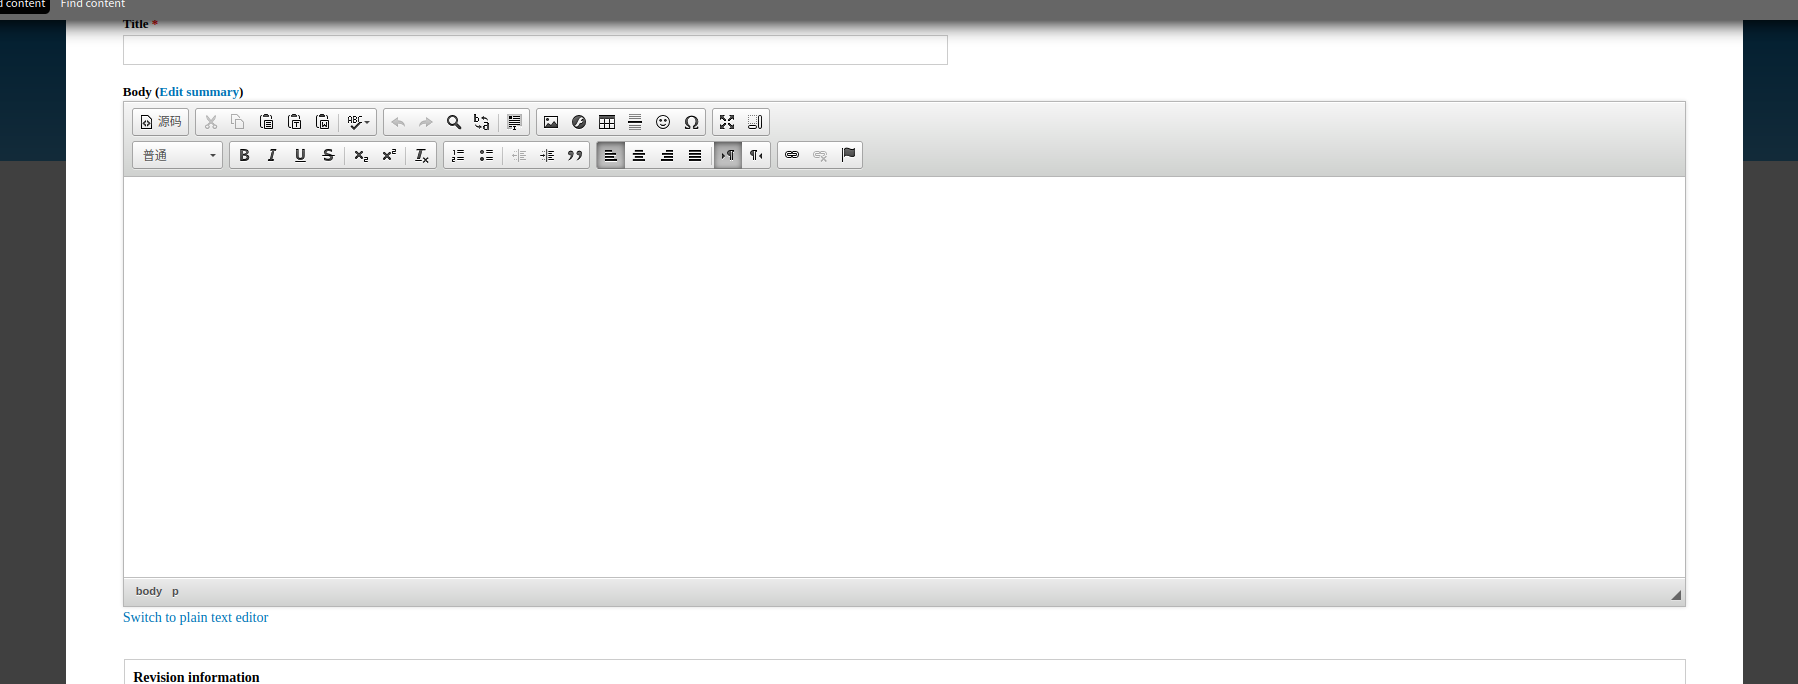 content Find content
Title *
Body (Edit summary)
源码
普通
body p
Switch to plain text editor
Revision information